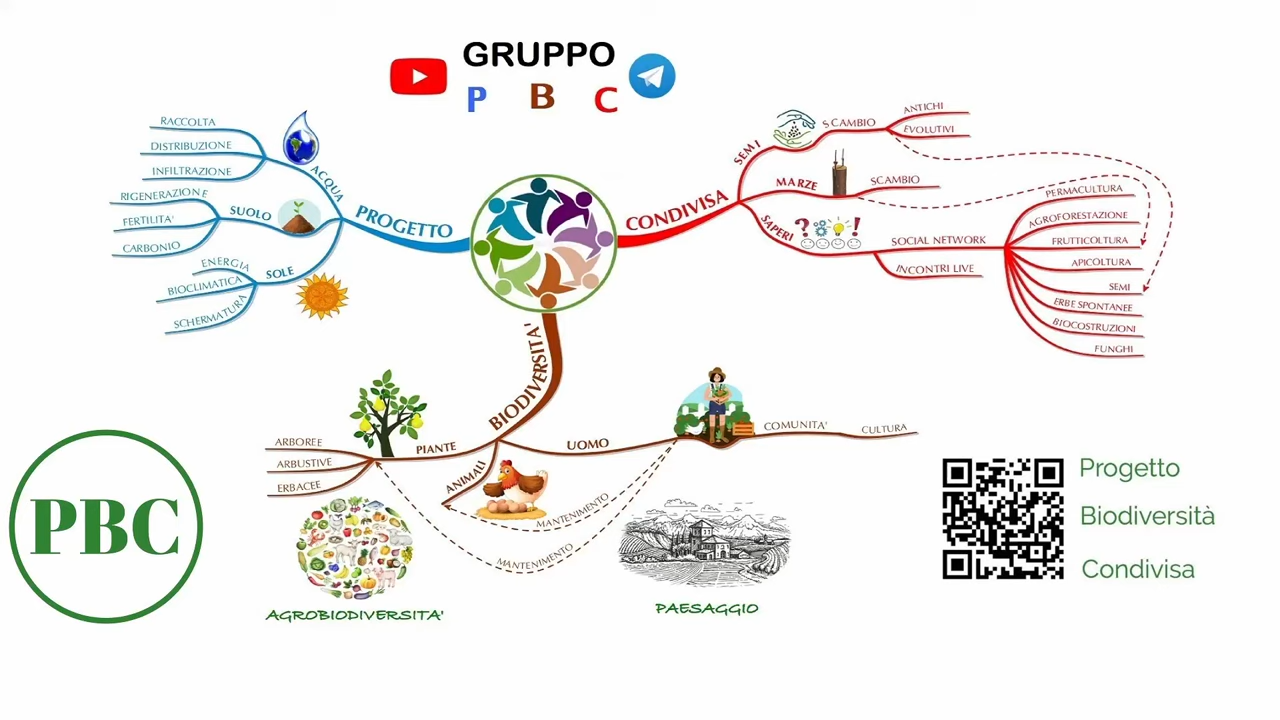 GRUPPO
P B C
RACCOLTA
DISTRIBUZIONE
INFILTRAZIONE
ACQUA
RIGENERAZIONE
FERTILITA'
CARBONIO
SUOLO
ENERGIA
BIOCLIMATICA
SCHERMATURA
SOLE
PROGETTO
CONDIVISA
SEMI
SCAMBIO
ANTICHI
EVOLUTIVI
MARZE
SCAMBIO
SAPERI
SOCIAL NETWORK
INCONTRI LIVE
PERMACULTURA
AGROFORESTAZIONE
FRUTTICOLTURA
APICOLTURA
SEMI
ERBE SPONTANEE
BIOCOSTRUZIONI
FUNGHI
BIODIVERSITA'
PIANTE
ARBOREE
ARBUSTIVE
ERBACEE
ANIMALI
UOMO
COMUNITA'
CULTURA
MANTENIMENTO
MANTENIMENTO
AGROBIODIVERSITA'
PAESAGGIO
PBC
Progetto
Biodiversità
Condivisa